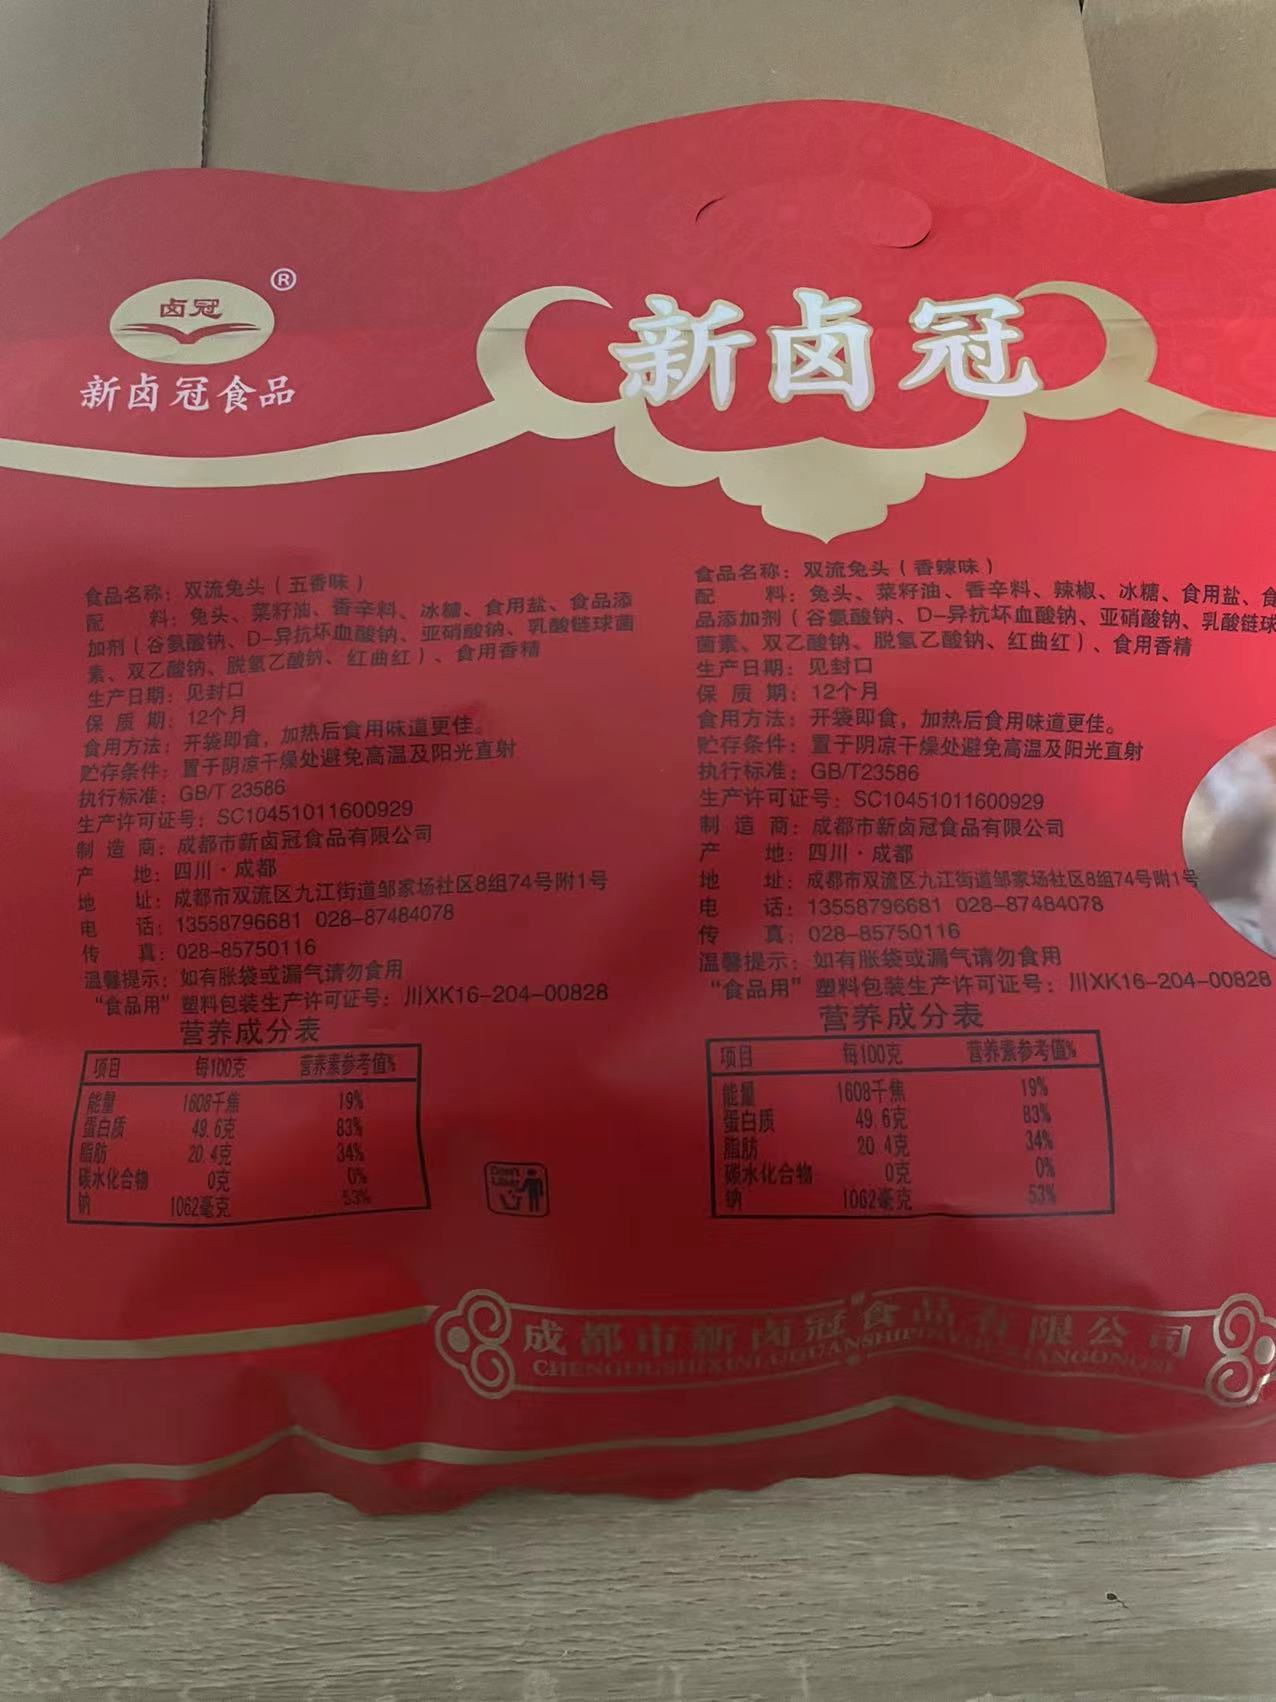 卤冠
®
新卤冠食品
新卤冠
食品名称：双流兔头（五香味）
配 料：兔头、菜籽油、香辛料、冰糖、食用盐、食品添
加剂（谷氨酸钠、D-异抗坏血酸钠、亚硝酸钠、乳酸链球菌
素、双乙酸钠、脱氢乙酸钠、红曲红）、食用香精
生产日期：见封口
保 质 期：12个月
食用方法：开袋即食，加热后食用味道更佳。
贮存条件：置于阴凉干燥处避免高温及阳光直射
执行标准：GB/T 23586
生产许可证号：SC10451011600929
制 造 商：成都市新卤冠食品有限公司
产 地：四川·成都
地 址：成都市双流区九江街道邹家场社区8组74号附1号
电 话：13558796681 028-87484078
传 真：028-85750116
温馨提示：如有胀袋或漏气请勿食用
“食品用”塑料包装生产许可证号：川XK16-204-00828
营养成分表
项目 每100克 营养素参考值%
能量 1608千焦 19%
蛋白质 49.6克 83%
脂肪 20.4克 34%
碳水化合物 0克 0%
钠 1062毫克 53%
食品名称：双流兔头（香辣味）
配 料：兔头、菜籽油、香辛料、辣椒、冰糖、食用盐、食
品添加剂（谷氨酸钠、D-异抗坏血酸钠、亚硝酸钠、乳酸链球
菌素、双乙酸钠、脱氢乙酸钠、红曲红）、食用香精
生产日期：见封口
保 质 期：12个月
食用方法：开袋即食，加热后食用味道更佳。
贮存条件：置于阴凉干燥处避免高温及阳光直射
执行标准：GB/T23586
生产许可证号：SC10451011600929
制 造 商：成都市新卤冠食品有限公司
产 地：四川·成都
地 址：成都市双流区九江街道邹家场社区8组74号附1号
电 话：13558796681 028-87484078
传 真：028-85750116
温馨提示：如有胀袋或漏气请勿食用
“食品用”塑料包装生产许可证号：川XK16-204-00828
营养成分表
项目 每100克 营养素参考值%
能量 1608千焦 19%
蛋白质 49.6克 83%
脂肪 20.4克 34%
碳水化合物 0克 0%
钠 1062毫克 53%
Don't
Litter
成都市新卤冠食品有限公司